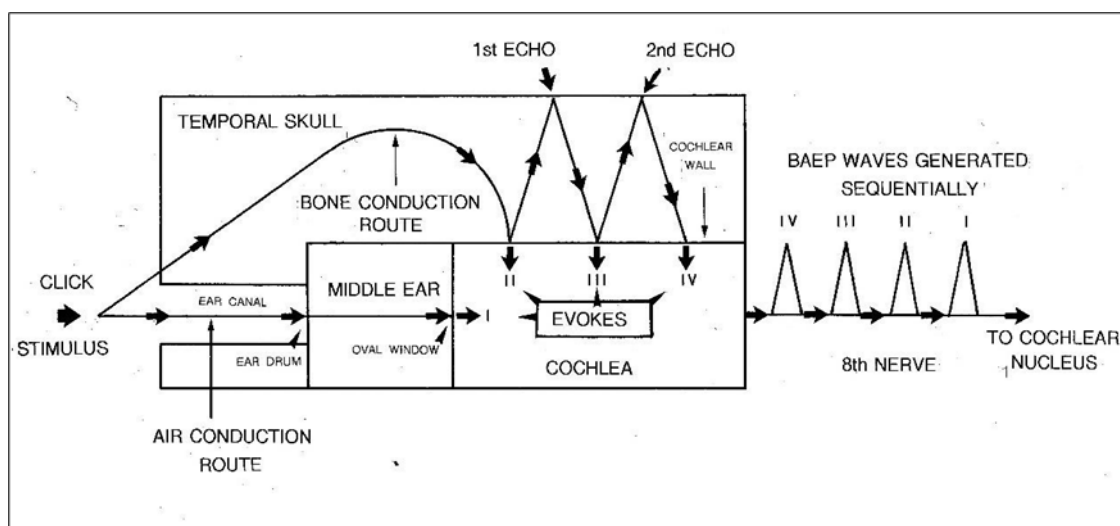 1st ECHO
2nd ECHO
TEMPORAL SKULL
COCHLEAR
WALL
BONE CONDUCTION
ROUTE
BAEP WAVES GENERATED
SEQUENTIALLY
IV
III
II
I
CLICK
STIMULUS
EAR CANAL
MIDDLE EAR
I
II
III
IV
EVOKES
EAR DRUM
OVAL WINDOW
COCHLEA
8th NERVE
TO COCHLEAR
NUCLEUS
AIR CONDUCTION
ROUTE